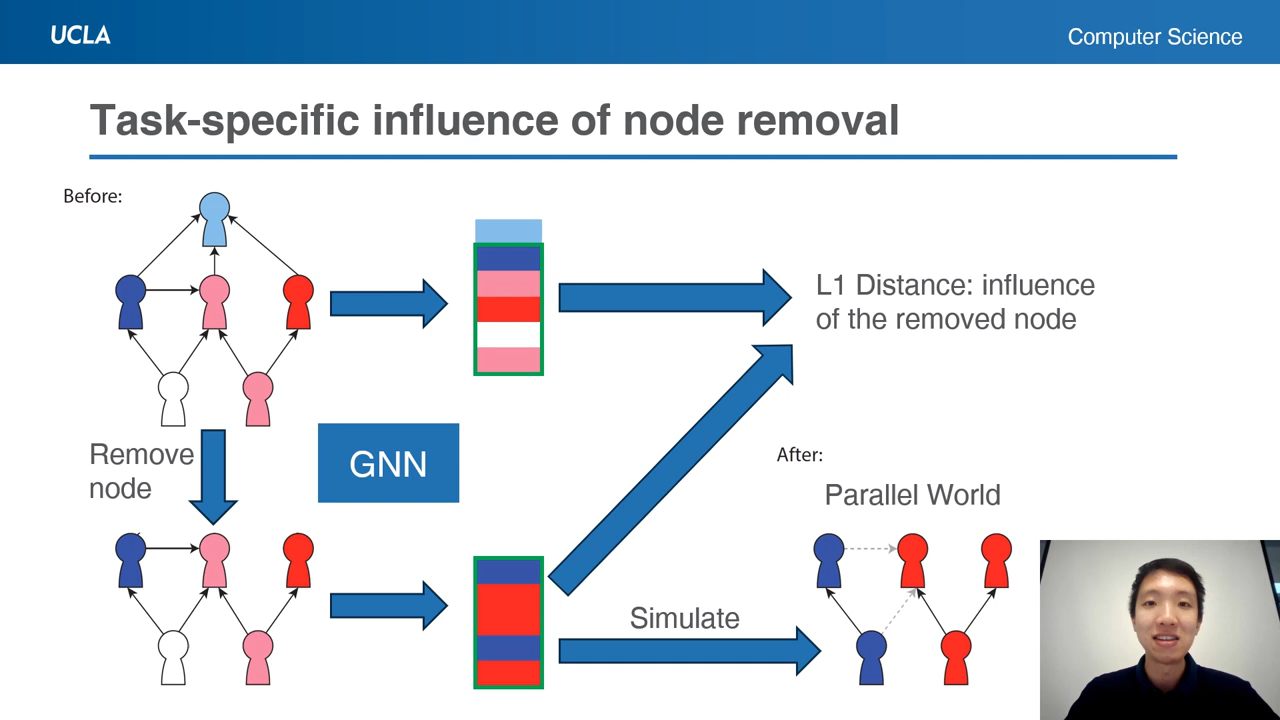 UCLA
Computer Science
Task-specific influence of node removal
Before:
L1 Distance: influence
of the removed node
Remove
node
GNN
After:
Parallel World
Simulate